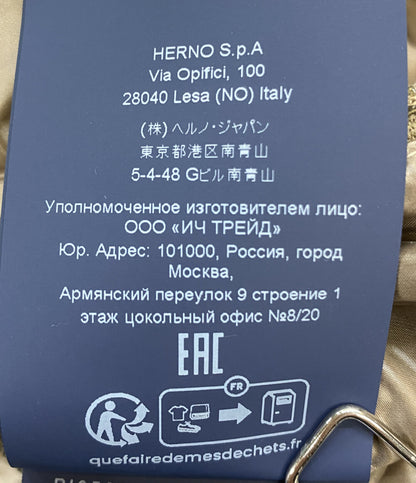 HERNO S.p.A
Via Opifici, 100
28040 Lesa (NO) Italy
(株)ヘルノ・ジャパン
東京都港区南青山
5-4-48 Gビル南青山
Уполномоченное изготовителем лицо:
ООО «ИЧ ТРЕЙД»
Юр. Адрес: 101000, Россия, город
Москва,
Армянский переулок 9 строение 1
этаж цокольный офис №8/20
EAC
FR
quefairedemesdechets.fr